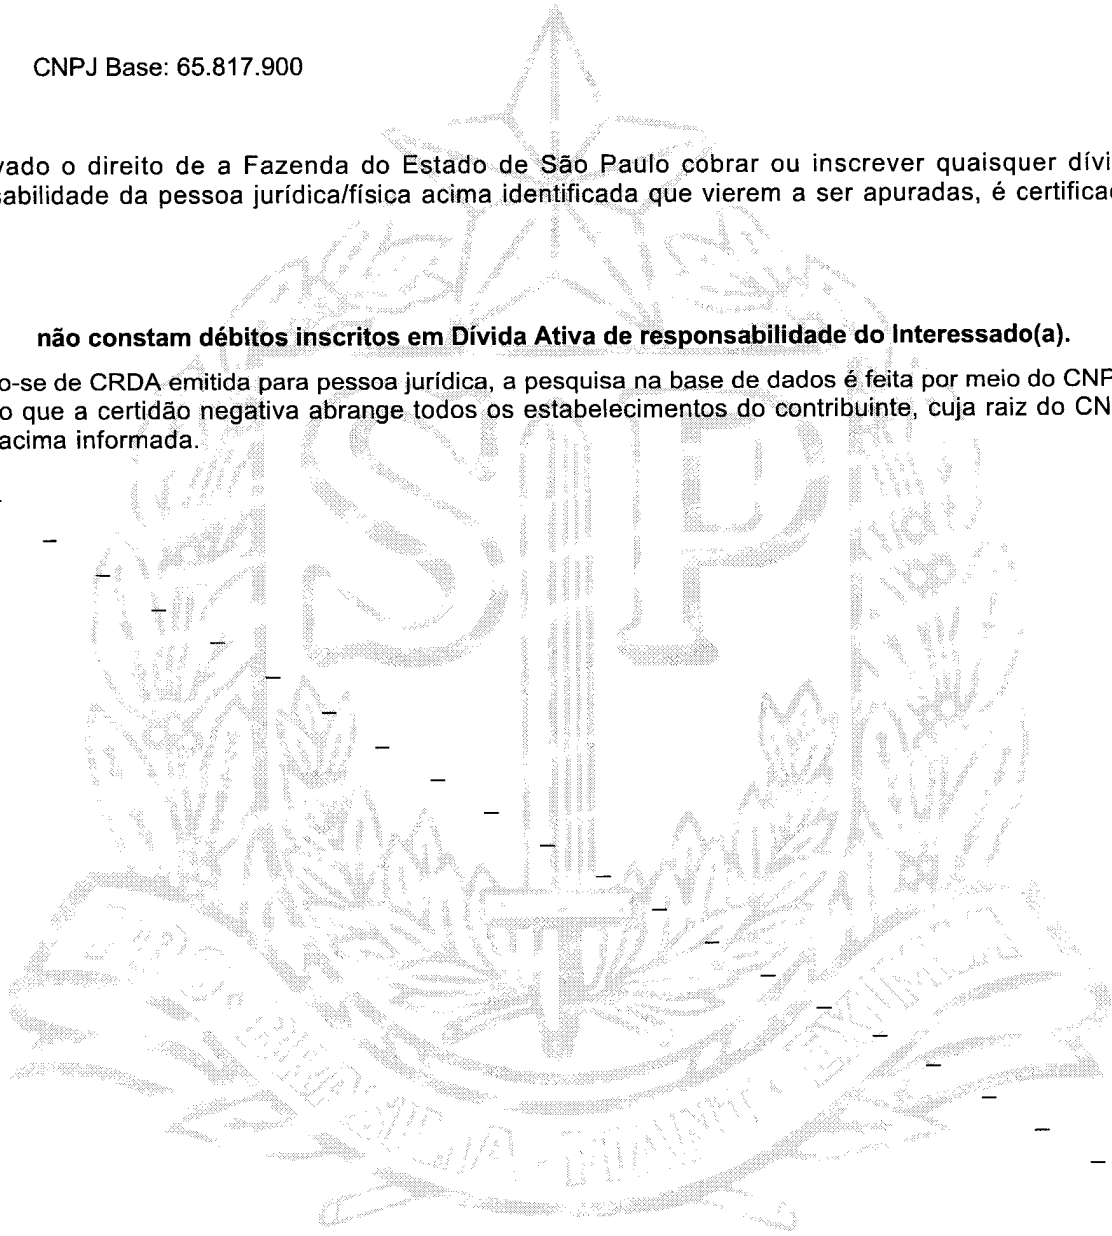 CNPJ Base: 65.817.900
vado o direito de a Fazenda do Estado de São Paulo cobrar ou inscrever quaisquer dívi
sabilidade da pessoa jurídica/física acima identificada que vierem a ser apuradas, é certificad
não constam débitos inscritos em Dívida Ativa de responsabilidade do Interessado(a).
o-se de CRDA emitida para pessoa jurídica, a pesquisa na base de dados é feita por meio do CNP
o que a certidão negativa abrange todos os estabelecimentos do contribuinte, cuja raiz do CN
acima informada.
SP